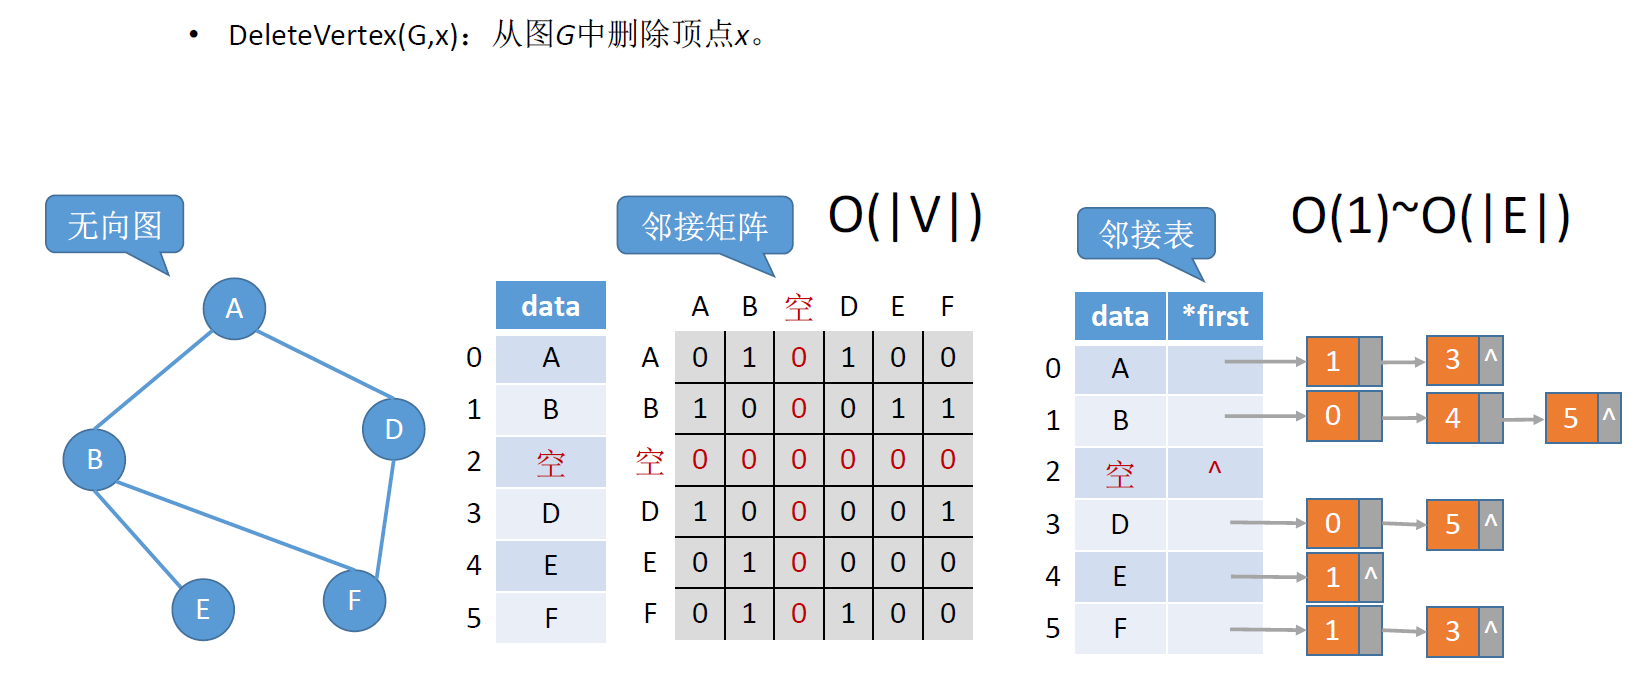 • DeleteVertex(G,x)：从图G中删除顶点x。
无向图
A
B
D
E
F
data
0 A
1 B
2 空
3 D
4 E
5 F
邻接矩阵
O(|V|)
A B 空 D E F
A 0 1 0 1 0 0
B 1 0 0 0 1 1
空 0 0 0 0 0 0
D 1 0 0 0 0 1
E 0 1 0 0 0 0
F 0 1 0 1 0 0
邻接表
O(1)~O(|E|)
data *first
0 A 1 3 ^
1 B 0 4 5 ^
2 空 ^
3 D 0 5 ^
4 E 1 ^
5 F 1 3 ^